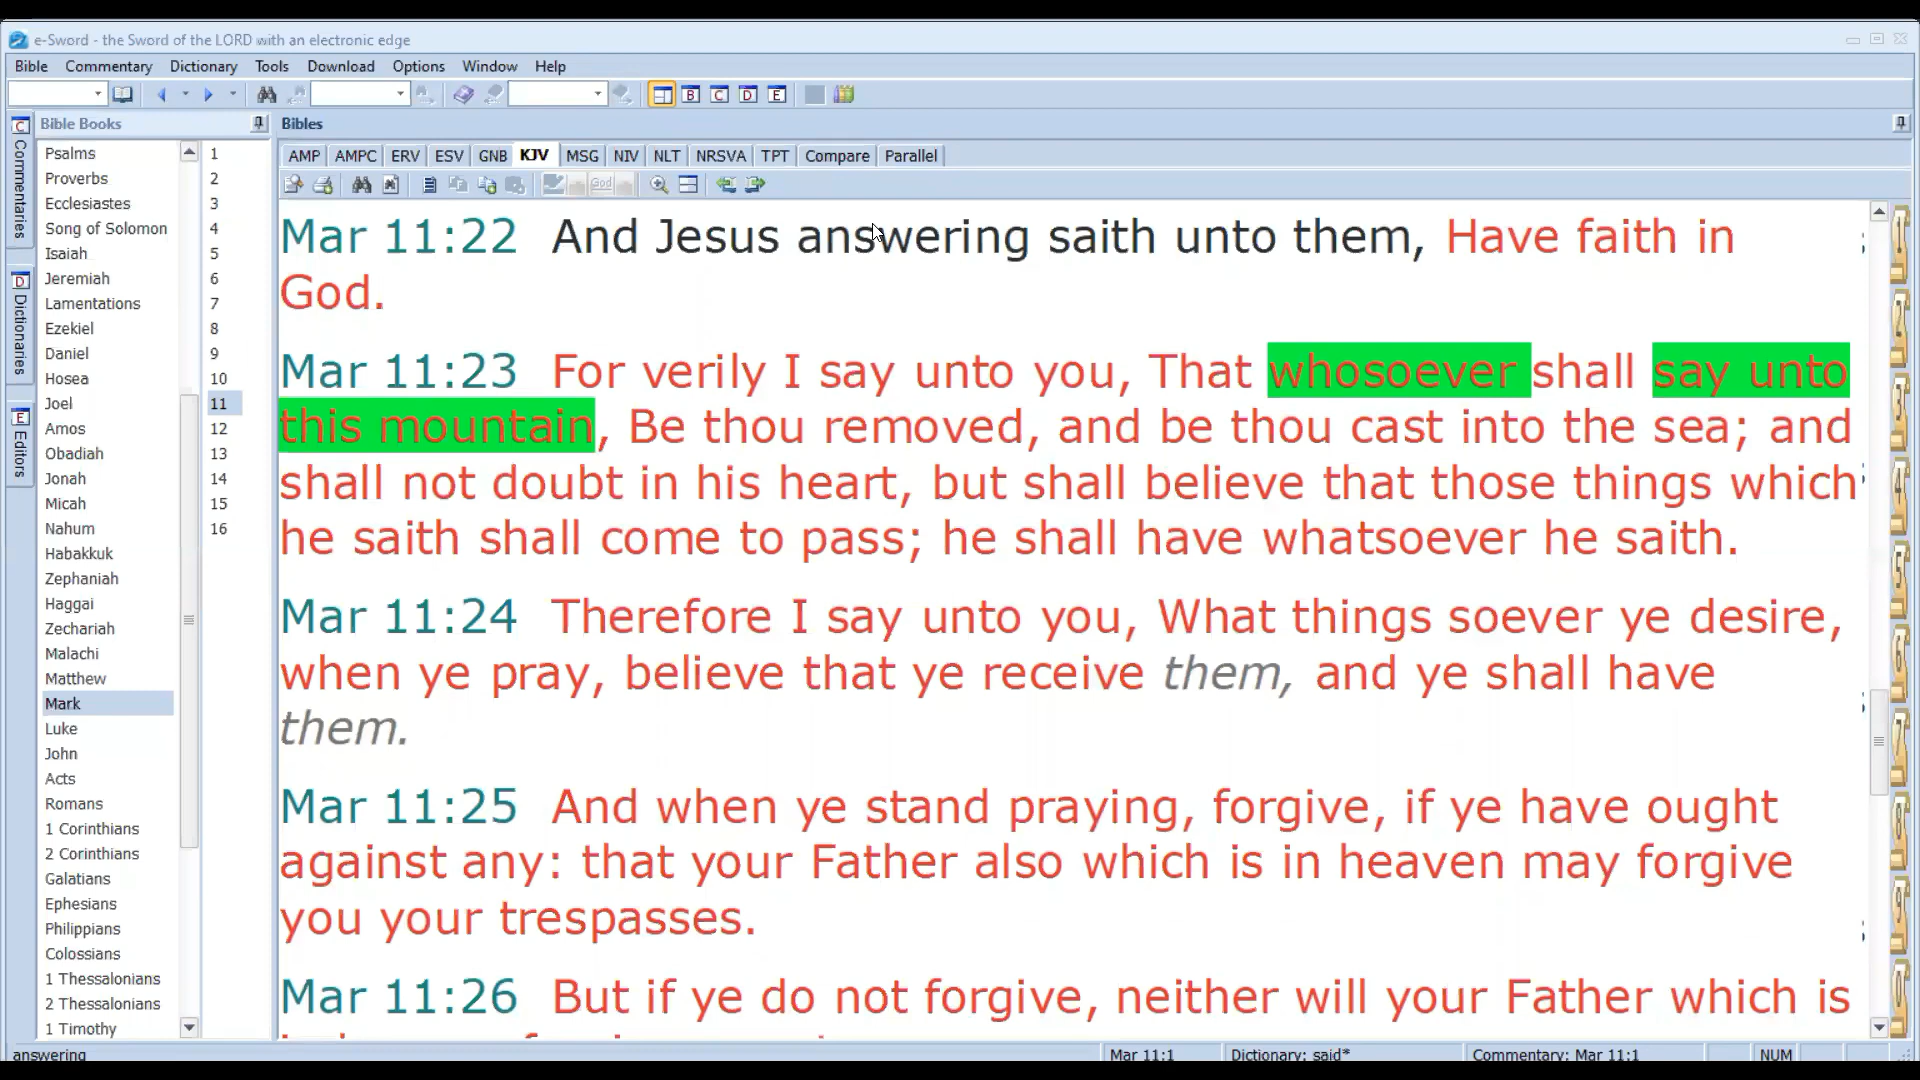 e-Sword - the Sword of the LORD with an electronic edge
Bible Commentary Dictionary Tools Download Options Window Help
B C D E
Bible Books
Bibles
C Commentaries
D Dictionaries
E Editors
Psalms
Proverbs
Ecclesiastes
Song of Solomon
Isaiah
Jeremiah
Lamentations
Ezekiel
Daniel
Hosea
Joel
Amos
Obadiah
Jonah
Micah
Nahum
Habakkuk
Zephaniah
Haggai
Zechariah
Malachi
Matthew
Mark
Luke
John
Acts
Romans
1 Corinthians
2 Corinthians
Galatians
Ephesians
Philippians
Colossians
1 Thessalonians
2 Thessalonians
1 Timothy
1
2
3
4
5
6
7
8
9
10
11
12
13
14
15
16
AMP AMPC ERV ESV GNB KJV MSG NIV NLT NRSVA TPT Compare Parallel
God
Mar 11:22 And Jesus answering saith unto them, Have faith in
God.
Mar 11:23 For verily I say unto you, That whosoever shall say unto
this mountain, Be thou removed, and be thou cast into the sea; and
shall not doubt in his heart, but shall believe that those things which
he saith shall come to pass; he shall have whatsoever he saith.
Mar 11:24 Therefore I say unto you, What things soever ye desire,
when ye pray, believe that ye receive them, and ye shall have
them.
Mar 11:25 And when ye stand praying, forgive, if ye have ought
against any: that your Father also which is in heaven may forgive
you your trespasses.
Mar 11:26 But if ye do not forgive, neither will your Father which is
1
2
3
4
5
6
7
8
9
0
answering
Mar 11:1
Dictionary: said*
Commentary: Mar 11:1
NUM